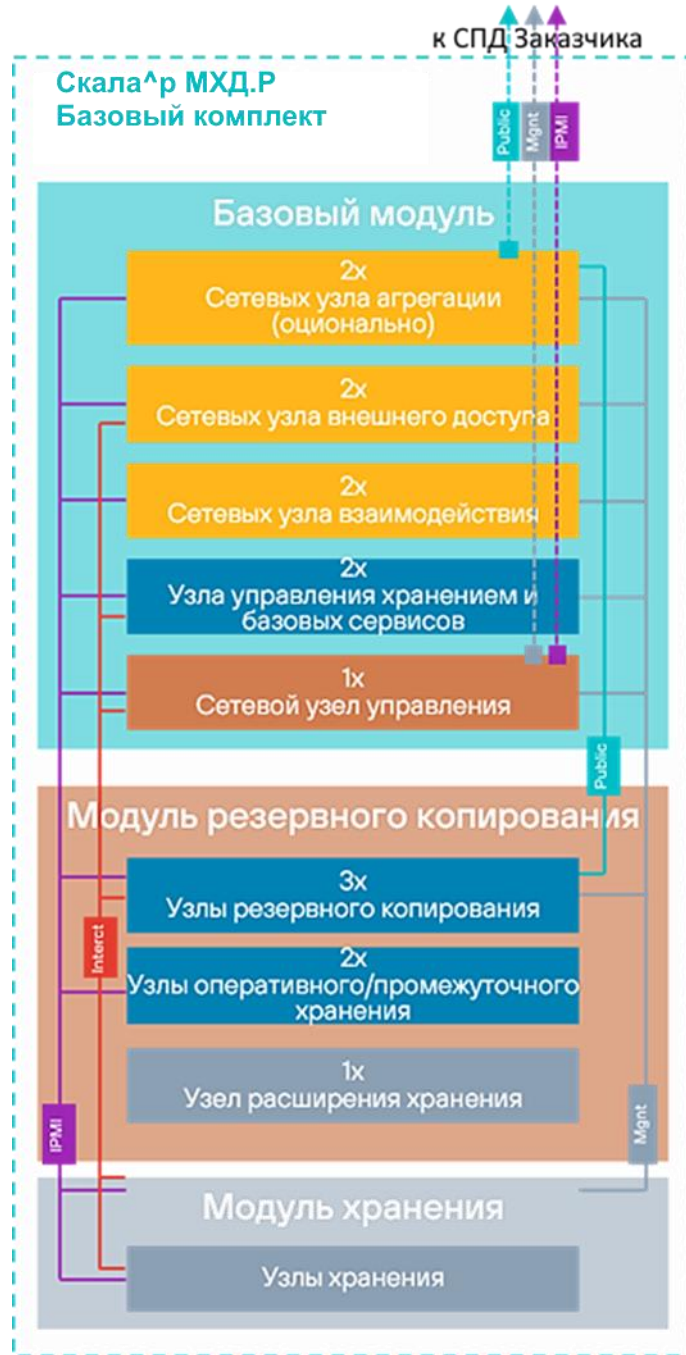 к СПД Заказчика
Скала^р МХД.Р
Базовый комплект
Public
Mgnt
IPMI
Базовый модуль
2x
Сетевых узла агрегации
(оционально)
2x
Сетевых узла внешнего доступа
2x
Сетевых узла взаимодействия
2x
Узла управления хранением и
базовых сервисов
1x
Сетевой узел управления
Public
Модуль резервного копирования
3x
Узлы резервного копирования
Interct
2x
Узлы оперативного/промежуточного
хранения
1x
Узел расширения хранения
IPMI
Mgnt
Модуль хранения
Узлы хранения